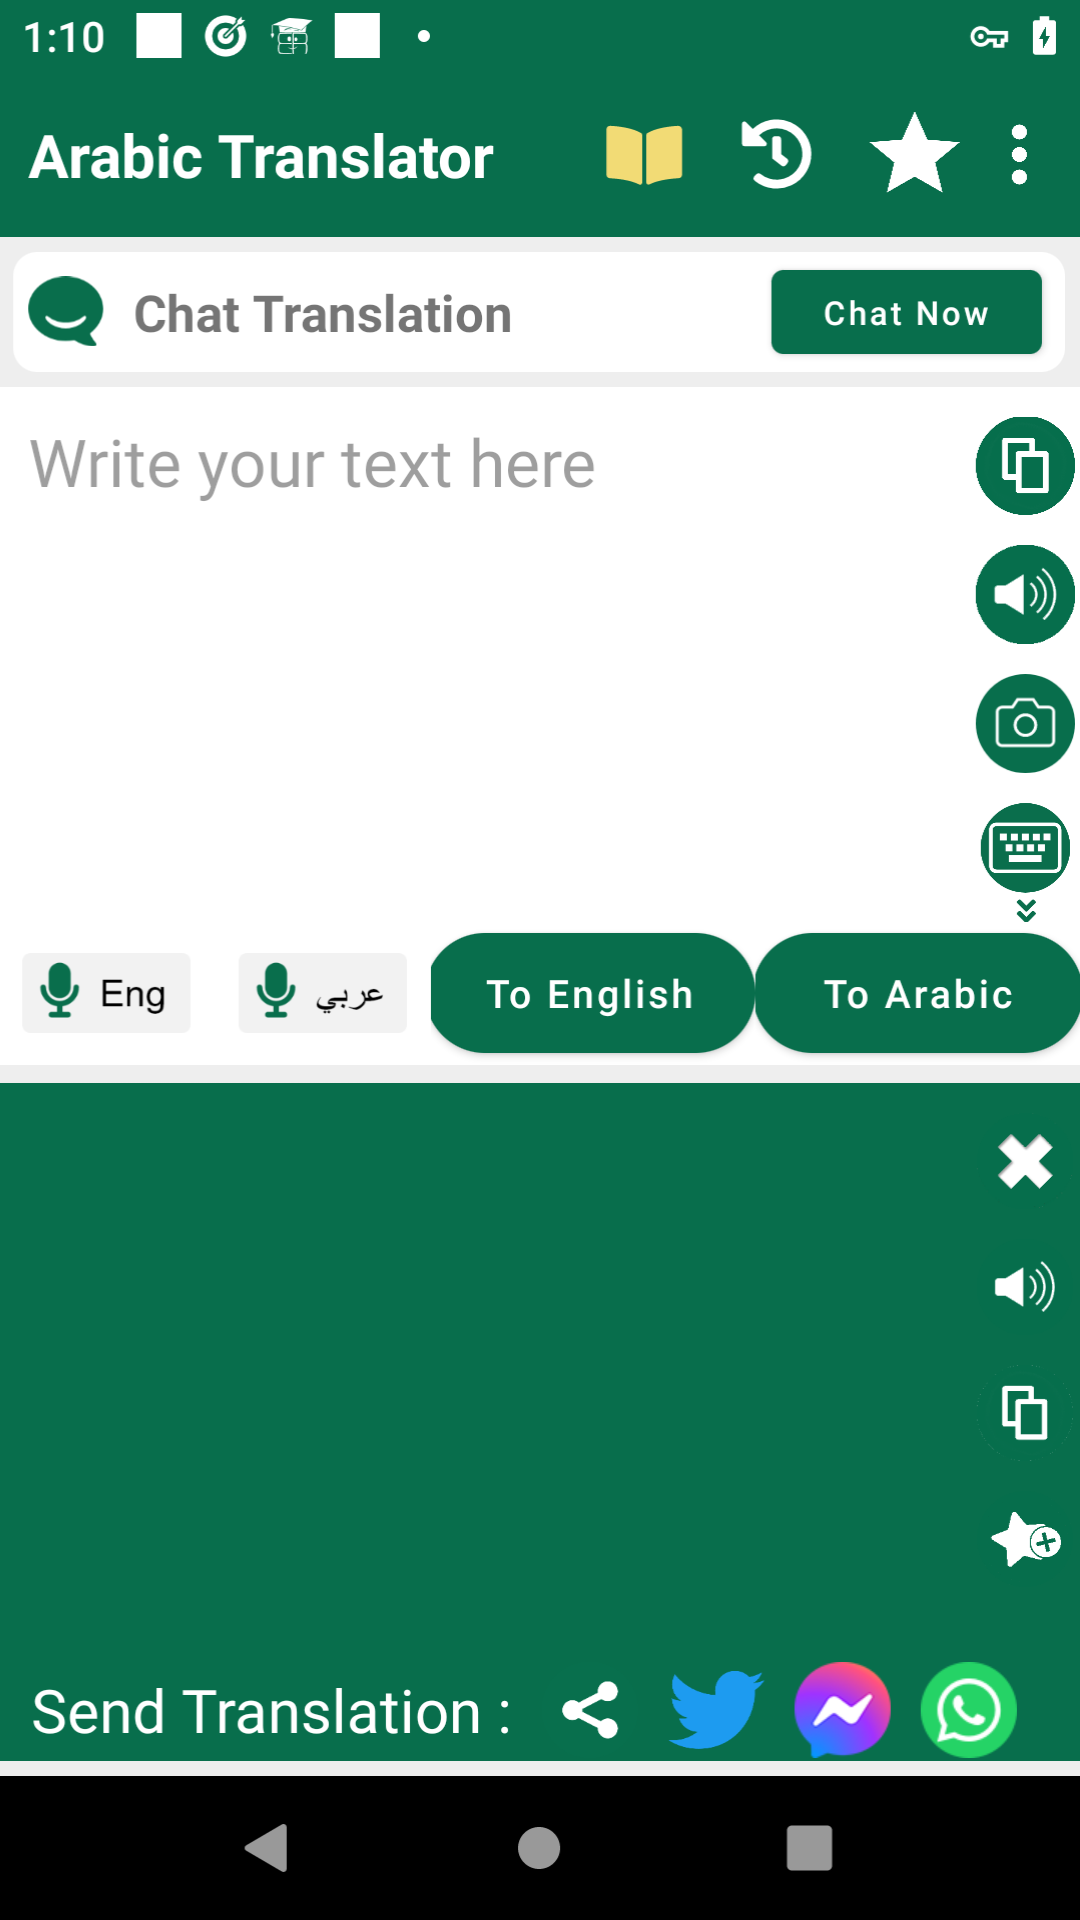 1:10
Arabic Translator
Chat Translation
Chat Now
Write your text here
Eng
عربي
To English
To Arabic
Send Translation :